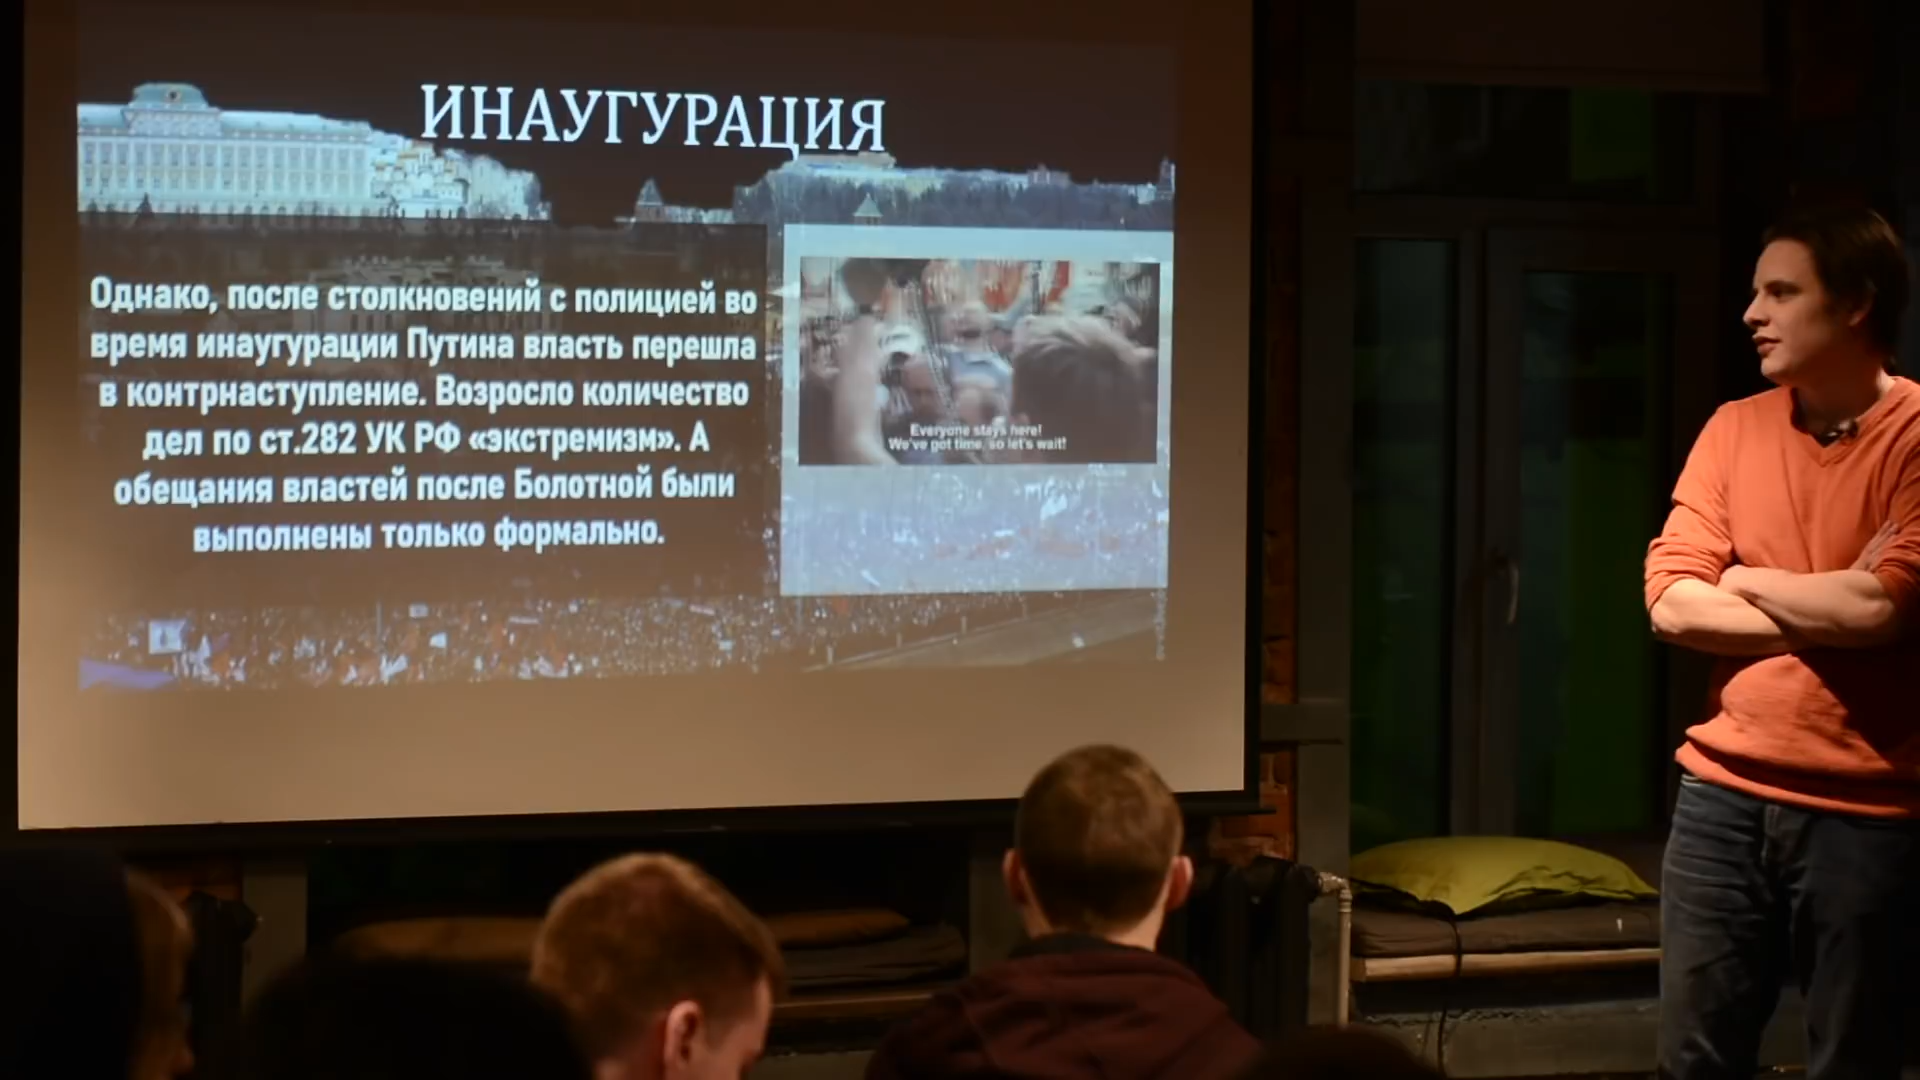 ИНАУГУРАЦИЯ
Однако, после столкновений с полицией во
время инаугурации Путина власть перешла
в контрнаступление. Возросло количество
дел по ст.282 УК РФ «экстремизм». А
обещания властей после Болотной были
выполнены только формально.
Everyone stays here!
We've got time, so let's wait!